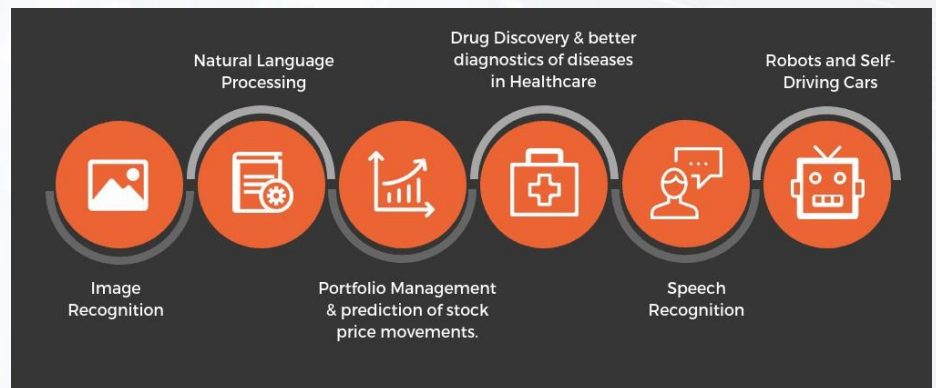 Natural Language
Processing
Drug Discovery & better
diagnostics of diseases
in Healthcare
Robots and Self-
Driving Cars
Image
Recognition
Portfolio Management
& prediction of stock
price movements.
Speech
Recognition